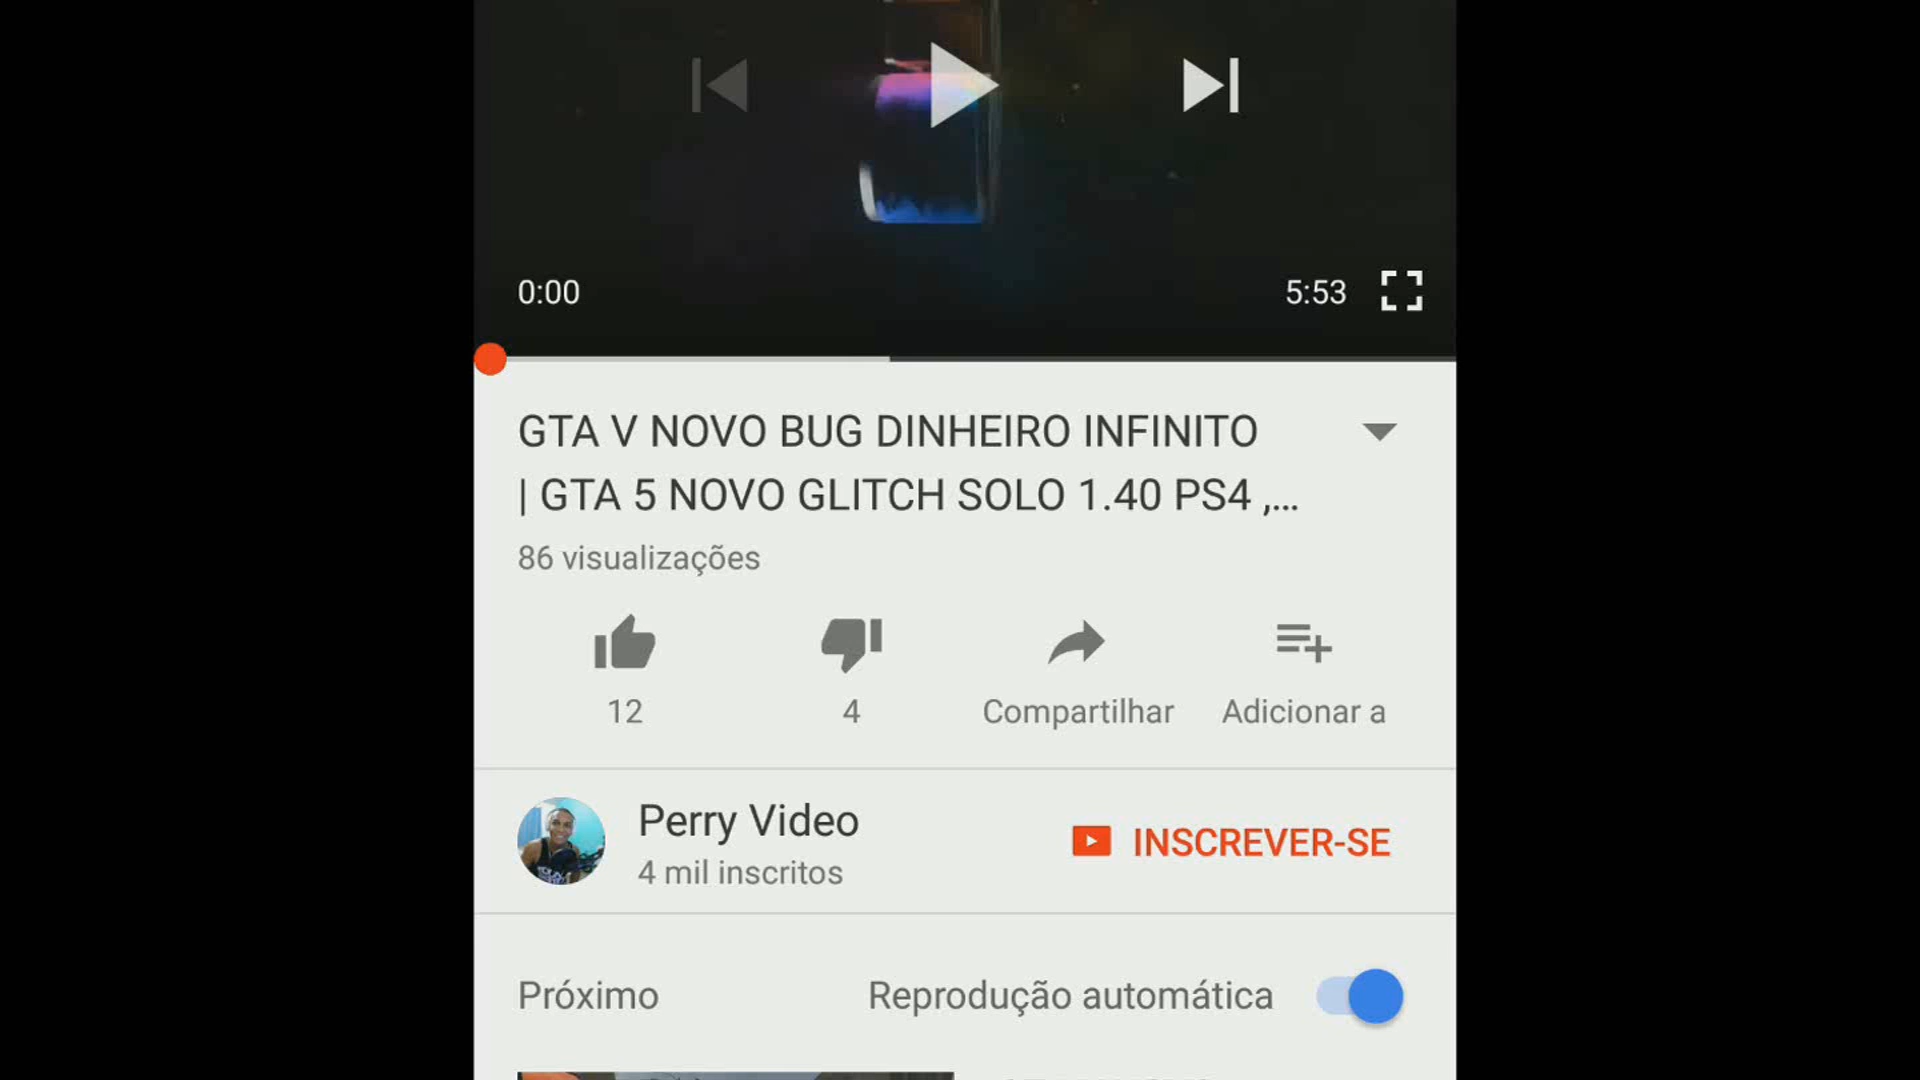 0:00
5:53
GTA V NOVO BUG DINHEIRO INFINITO
| GTA 5 NOVO GLITCH SOLO 1.40 PS4 ,...
86 visualizações
12
4
Compartilhar
Adicionar a
Perry Video
4 mil inscritos
INSCREVER-SE
Próximo
Reprodução automática